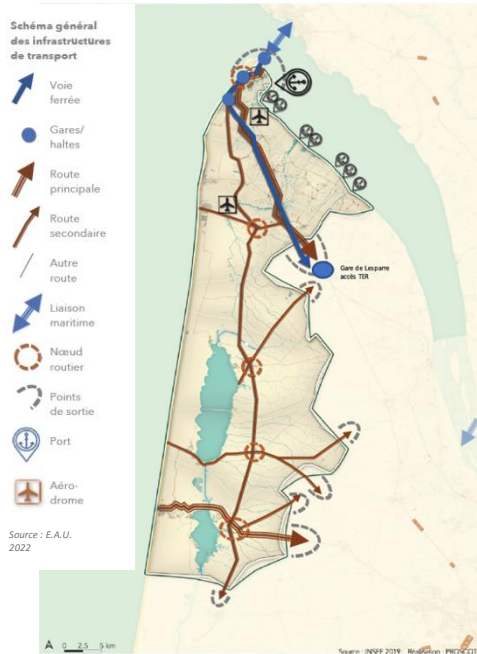 Schéma général
des infrastructures
de transport
Voie
ferrée
Gares/
haltes
Route
principale
Route
secondaire
Autre
route
Liaison
maritime
Nœud
routier
Points
de sortie
Port
Aéro-
drome
Source : E.A.U.
2022
Gare de Lesparre
accès TER
A 0 2,5 5 km
Source : INSEE 2019 Réalisation : PROSCOT